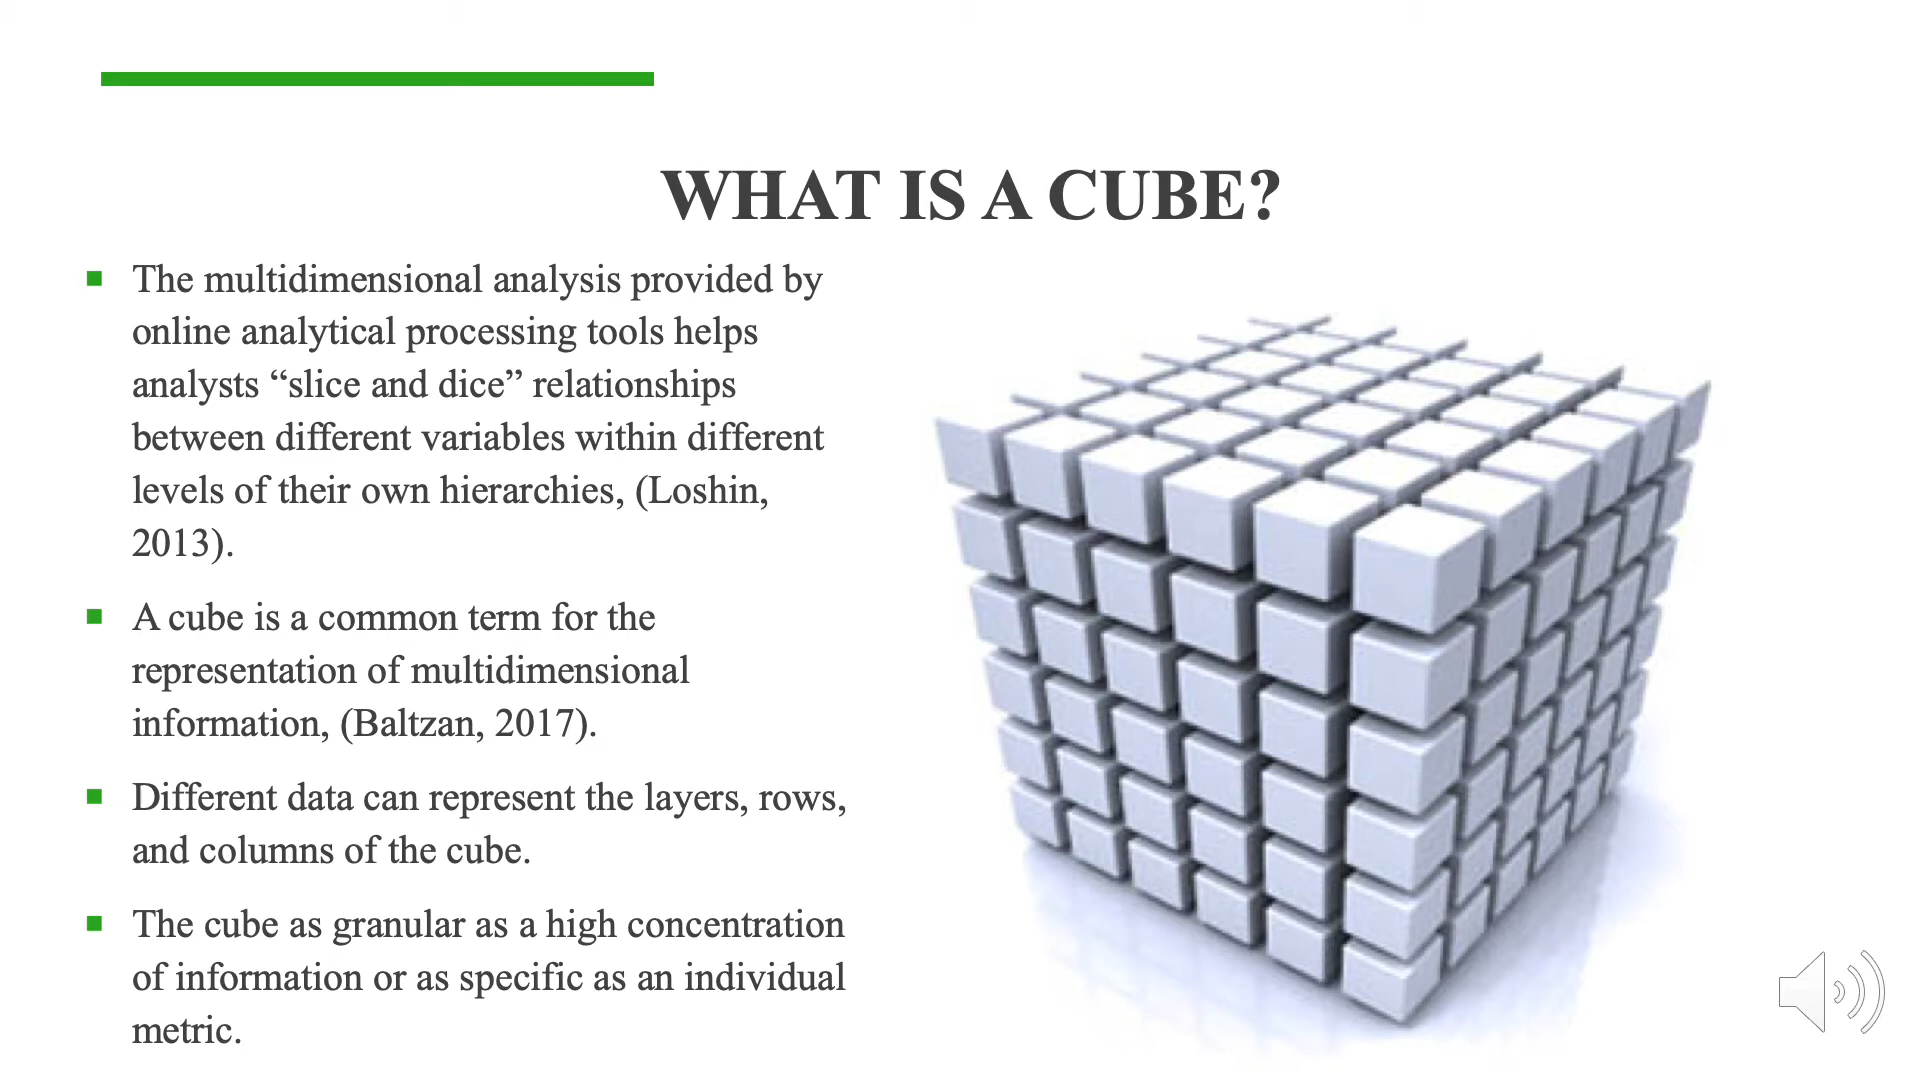 WHAT IS A CUBE?
The multidimensional analysis provided by
online analytical processing tools helps
analysts “slice and dice” relationships
between different variables within different
levels of their own hierarchies, (Loshin,
2013).
A cube is a common term for the
representation of multidimensional
information, (Baltzan, 2017).
Different data can represent the layers, rows,
and columns of the cube.
The cube as granular as a high concentration
of information or as specific as an individual
metric.